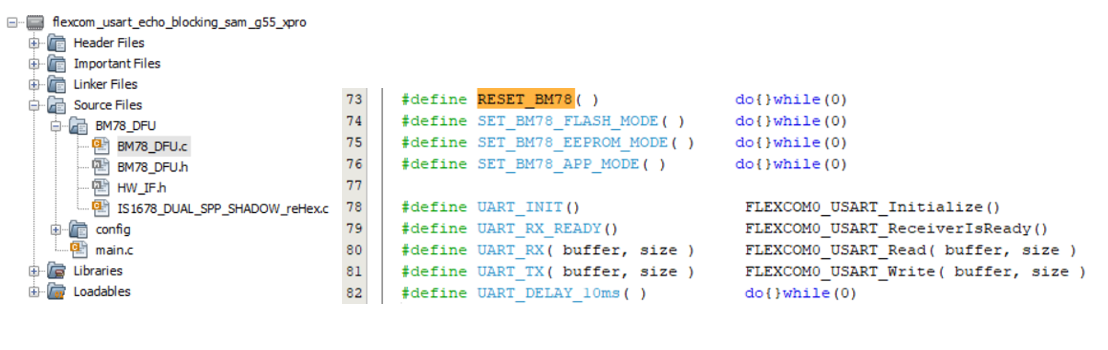 flexcom_usart_echo_blocking_sam_g55_xpro
Header Files
Important Files
Linker Files
Source Files
BM78_DFU
BM78_DFU.c
BM78_DFU.h
HW_IF.h
IS1678_DUAL_SPP_SHADOW_reHex.c
config
main.c
Libraries
Loadables
73 #define RESET_BM78( ) do{}while(0)
74 #define SET_BM78_FLASH_MODE( ) do{}while(0)
75 #define SET_BM78_EEPROM_MODE( ) do{}while(0)
76 #define SET_BM78_APP_MODE( ) do{}while(0)
77
78 #define UART_INIT() FLEXCOM0_USART_Initialize()
79 #define UART_RX_READY() FLEXCOM0_USART_ReceiverIsReady()
80 #define UART_RX( buffer, size ) FLEXCOM0_USART_Read( buffer, size )
81 #define UART_TX( buffer, size ) FLEXCOM0_USART_Write( buffer, size )
82 #define UART_DELAY_10ms( ) do{}while(0)